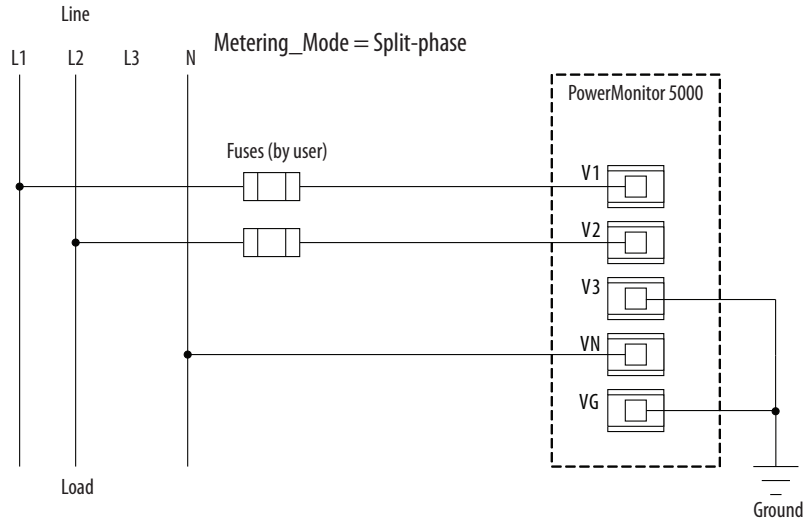 Line
L1 L2 L3 N
Metering_Mode = Split-phase
PowerMonitor 5000
Fuses (by user)
V1
V2
V3
VN
VG
Load
Ground